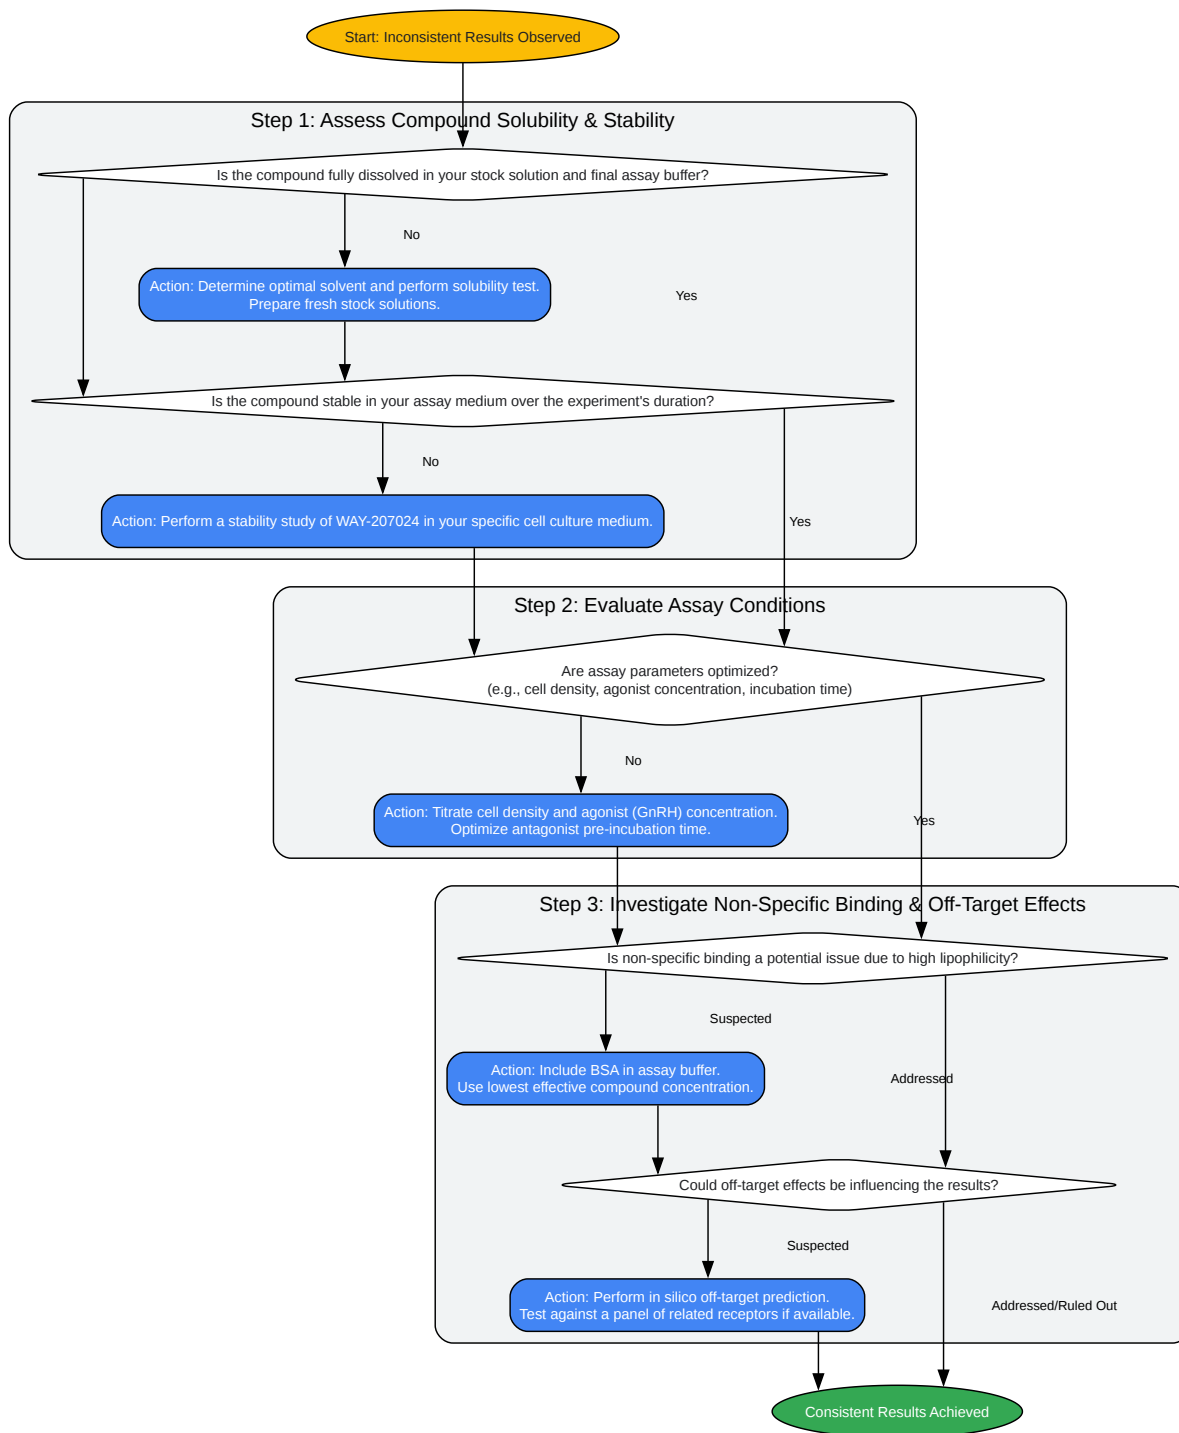 Start: Inconsistent Results Observed
Step 1: Assess Compound Solubility & Stability
Is the compound fully dissolved in your stock solution and final assay buffer?
No
Action: Determine optimal solvent and perform solubility test.
Prepare fresh stock solutions.
Yes
Is the compound stable in your assay medium over the experiment's duration?
No
Action: Perform a stability study of WAY-207024 in your specific cell culture medium.
Yes
Step 2: Evaluate Assay Conditions
Are assay parameters optimized?
(e.g., cell density, agonist concentration, incubation time)
No
Action: Titrate cell density and agonist (GnRH) concentration.
Optimize antagonist pre-incubation time.
Yes
Step 3: Investigate Non-Specific Binding & Off-Target Effects
Is non-specific binding a potential issue due to high lipophilicity?
Suspected
Action: Include BSA in assay buffer.
Use lowest effective compound concentration.
Addressed
Could off-target effects be influencing the results?
Suspected
Action: Perform in silico off-target prediction.
Test against a panel of related receptors if available.
Addressed/Ruled Out
Consistent Results Achieved